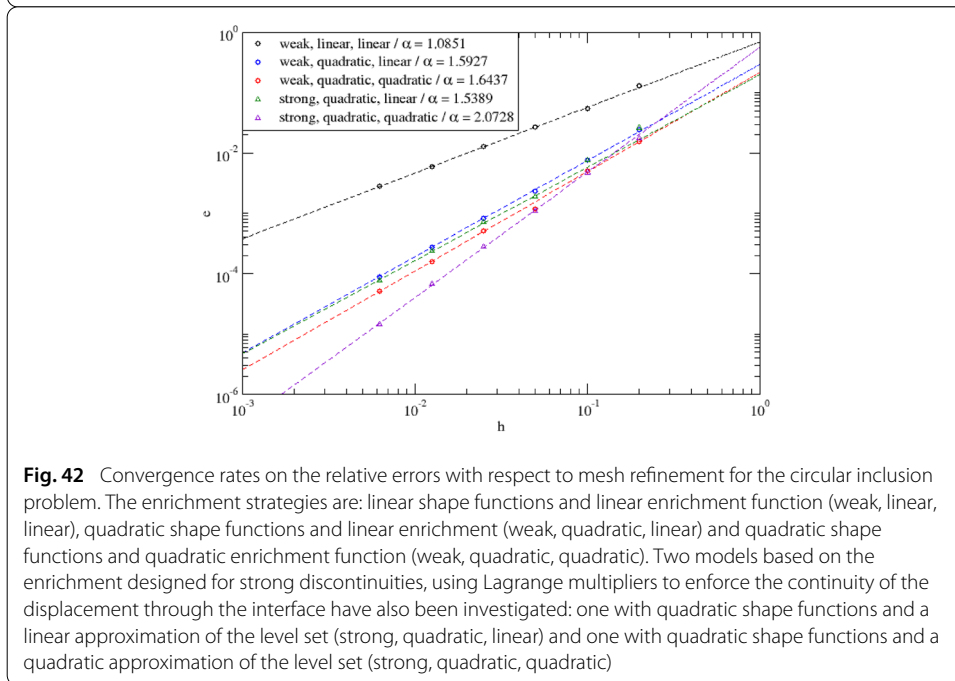 10^0
weak, linear, linear / α = 1.0851
weak, quadratic, linear / α = 1.5927
weak, quadratic, quadratic / α = 1.6437
strong, quadratic, linear / α = 1.5389
strong, quadratic, quadratic / α = 2.0728
10^-2
e
10^-4
10^-6
10^-3 10^-2 10^-1 10^0
h
Fig. 42 Convergence rates on the relative errors with respect to mesh refinement for the circular inclusion
problem. The enrichment strategies are: linear shape functions and linear enrichment function (weak, linear,
linear), quadratic shape functions and linear enrichment (weak, quadratic, linear) and quadratic shape
functions and quadratic enrichment function (weak, quadratic, quadratic). Two models based on the
enrichment designed for strong discontinuities, using Lagrange multipliers to enforce the continuity of the
displacement through the interface have also been investigated: one with quadratic shape functions and a
linear approximation of the level set (strong, quadratic, linear) and one with quadratic shape functions and a
quadratic approximation of the level set (strong, quadratic, quadratic)